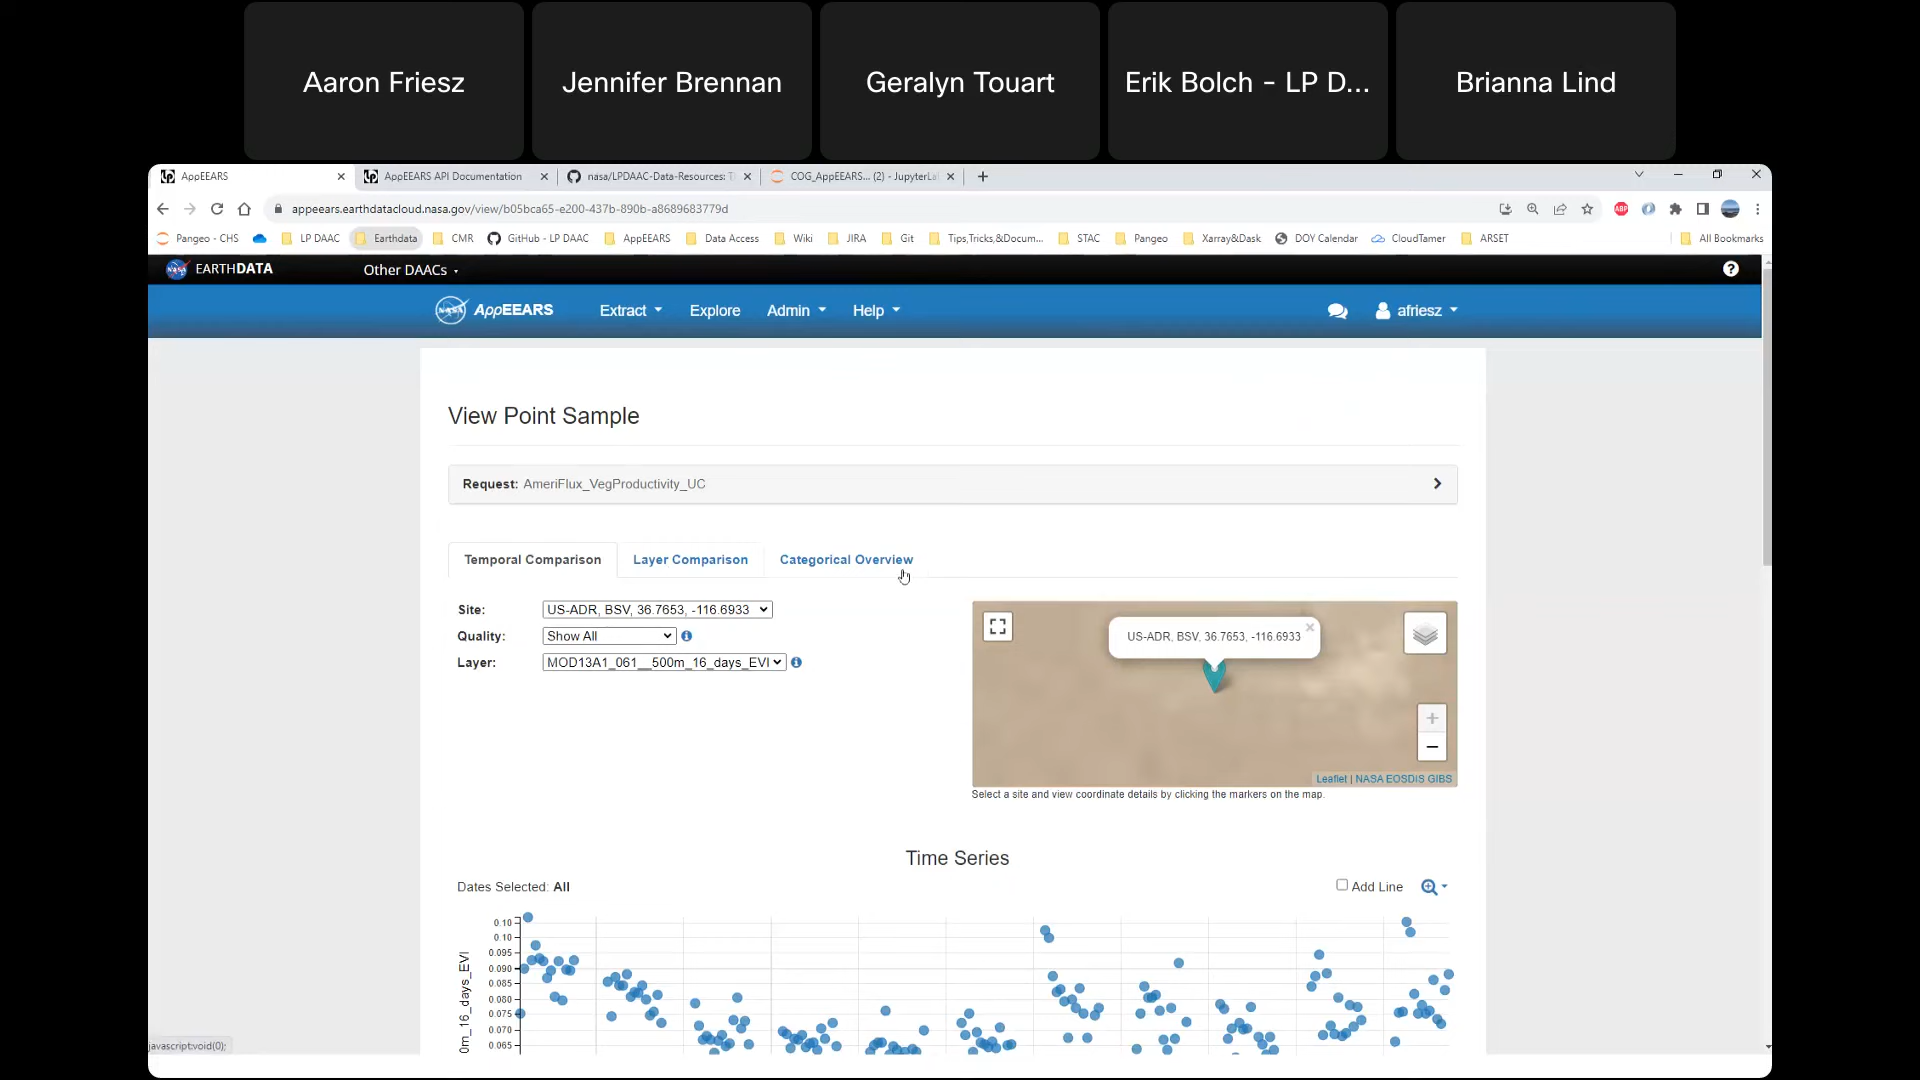 Aaron Friesz
Jennifer Brennan
Geralyn Touart
Erik Bolch - LP D...
Brianna Lind
AppEEARS
AppEEARS API Documentation
nasa/LPDAAC-Data-Resources: T
COG_AppEEARS... (2) - JupyterLa
appeears.earthdatacloud.nasa.gov/view/b05bca65-e200-437b-890b-a8689683779d
ABP
Pangeo - CHS
LP DAAC
Earthdata
CMR
GitHub - LP DAAC
AppEEARS
Data Access
Wiki
JIRA
Git
Tips,Tricks,&Docum...
STAC
Pangeo
Xarray&Dask
DOY Calendar
CloudTamer
ARSET
All Bookmarks
NASA
EARTHDATA
Other DAACs
?
NASA
AppEEARS
Extract
Explore
Admin
Help
afriesz
View Point Sample
Request: AmeriFlux_VegProductivity_UC
Temporal Comparison
Layer Comparison
Categorical Overview
Site: US-ADR, BSV, 36.7653, -116.6933
Quality: Show All
Layer: MOD13A1_061__500m_16_days_EVI
US-ADR, BSV, 36.7653, -116.6933
×
+
−
Leaflet | NASA EOSDIS GIBS
Select a site and view coordinate details by clicking the markers on the map.
Time Series
Dates Selected: All
Add Line
0.10
0.10
0.095
0.090
0.085
0.080
0.075
0.070
0.065
0m_16_days_EVI
javascript:void(0);